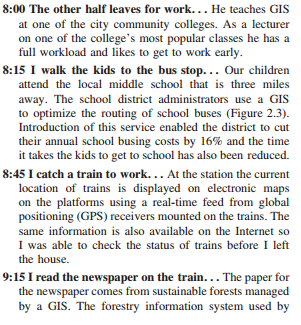 8:00 The other half leaves for work. . . He teaches GIS
at one of the city community colleges. As a lecturer
on one of the college's most popular classes he has a
full workload and likes to get to work early.
8:15 I walk the kids to the bus stop. . . Our children
attend the local middle school that is three miles
away. The school district administrators use a GIS
to optimize the routing of school buses (Figure 2.3).
Introduction of this service enabled the district to cut
their annual school busing costs by 16% and the time
it takes the kids to get to school has also been reduced.
8:45 I catch a train to work. . . At the station the current
location of trains is displayed on electronic maps
on the platforms using a real-time feed from global
positioning (GPS) receivers mounted on the trains. The
same information is also available on the Internet so
I was able to check the status of trains before I left
the house.
9:15 I read the newspaper on the train. . . The paper for
the newspaper comes from sustainable forests managed
by a GIS. The forestry information system used by